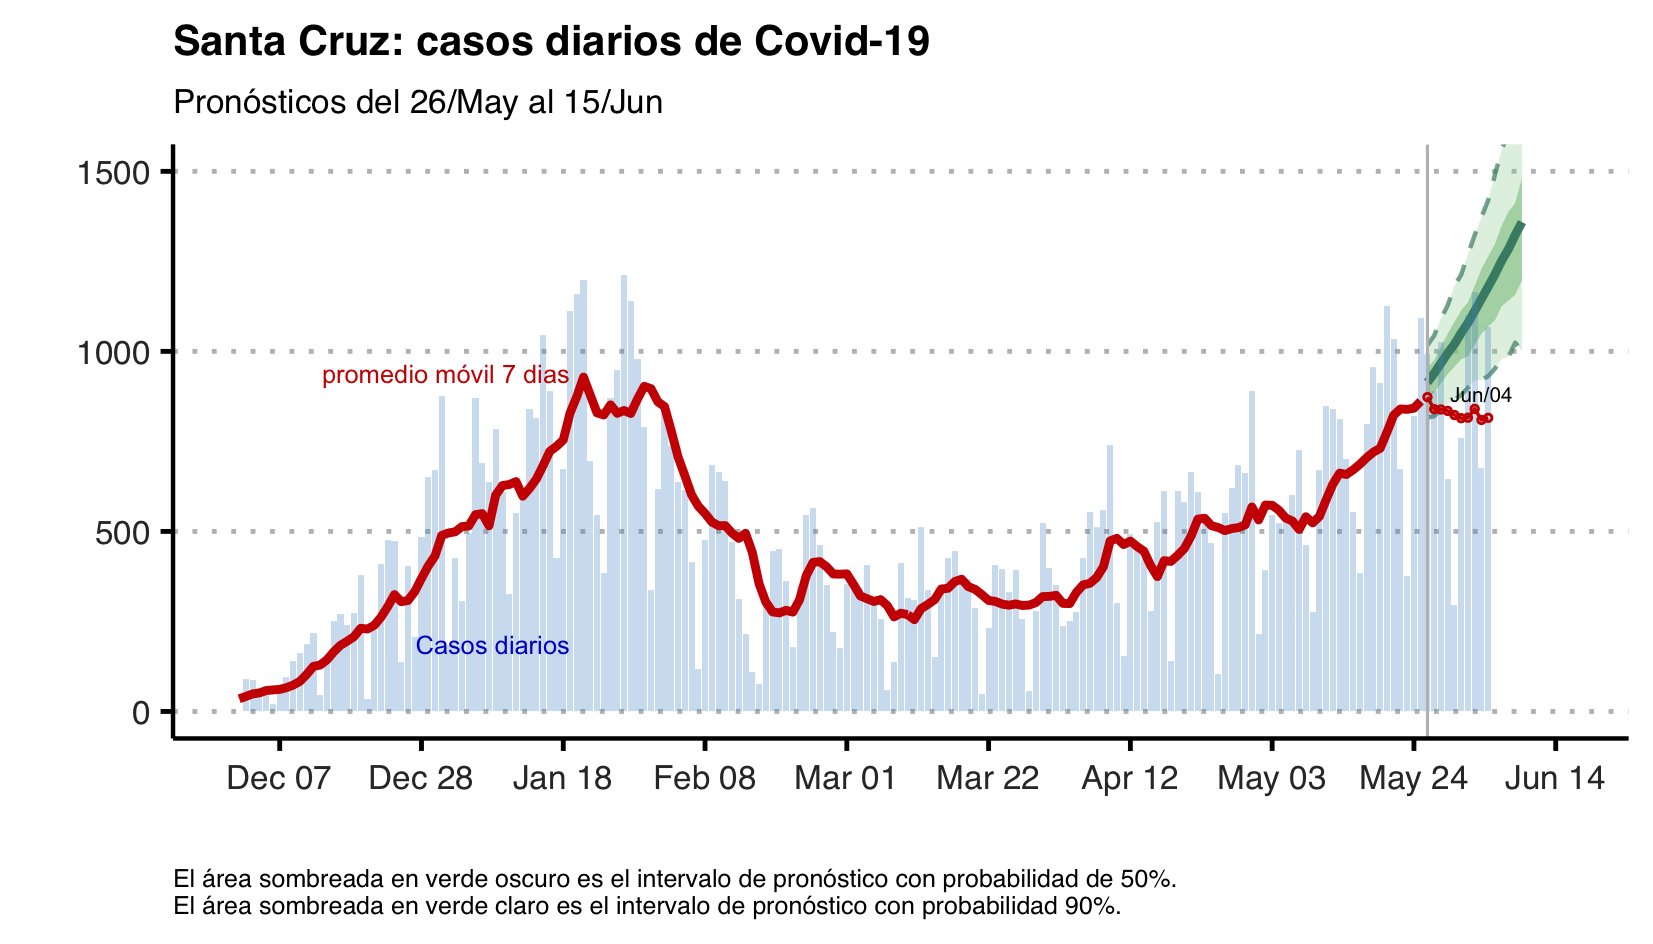 Santa Cruz: casos diarios de Covid-19
Pronósticos del 26/May al 15/Jun
1500
1000
500
0
promedio móvil 7 dias
Jun/04
Casos diarios
Dec 07 Dec 28 Jan 18 Feb 08 Mar 01 Mar 22 Apr 12 May 03 May 24 Jun 14
El área sombreada en verde oscuro es el intervalo de pronóstico con probabilidad de 50%.
El área sombreada en verde claro es el intervalo de pronóstico con probabilidad 90%.